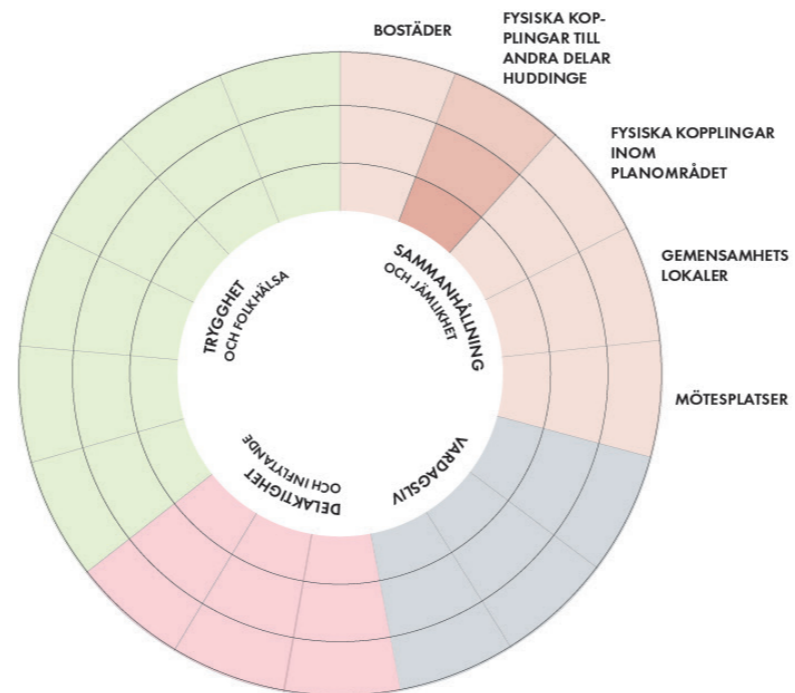 BOSTÄDER
FYSISKA KOP-
PLINGAR TILL
ANDRA DELAR
HUDDINGE
FYSISKA KOPPLINGAR
INOM
PLANOMRÅDET
GEMENSAMHETS
LOKALER
MÖTESPLATSER
SAMMANHÅLLNING
OCH JÄMLIKHET
TRYGGHET
OCH FOLKHÄLSA
VARDAGSLIV
DELAKTIGHET
OCH INFLYTANDE